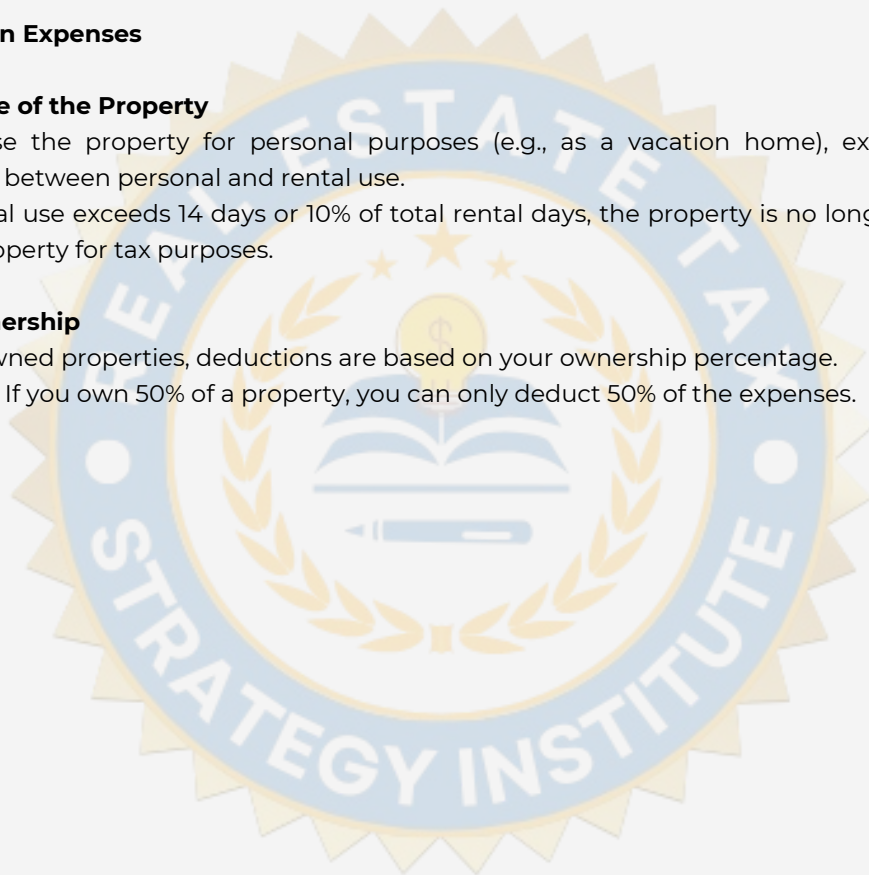 n Expenses
e of the Property
se the property for personal purposes (e.g., as a vacation home), ex
between personal and rental use.
al use exceeds 14 days or 10% of total rental days, the property is no long
operty for tax purposes.
nership
wned properties, deductions are based on your ownership percentage.
If you own 50% of a property, you can only deduct 50% of the expenses.
REAL ESTATE TAX
STRATEGY INSTITUTE
$